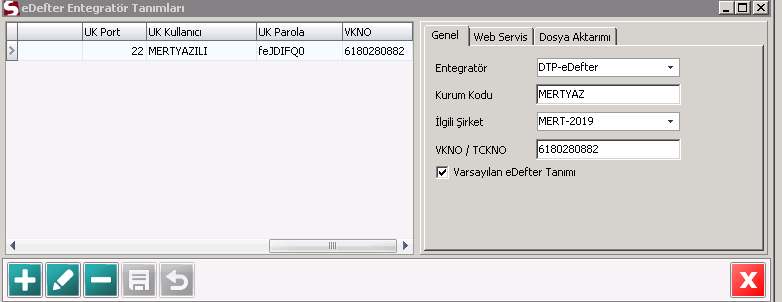 eDefter Entegratör Tanımları
UK Port UK Kullanıcı UK Parola VKNO
22 MERTYAZILI feJDIFQ0 6180280882
Genel Web Servis Dosya Aktarımı
Entegratör DTP-eDefter
Kurum Kodu MERTYAZ
İlgili Şirket MERT-2019
VKNO / TCKNO 6180280882
Varsayılan eDefter Tanımı